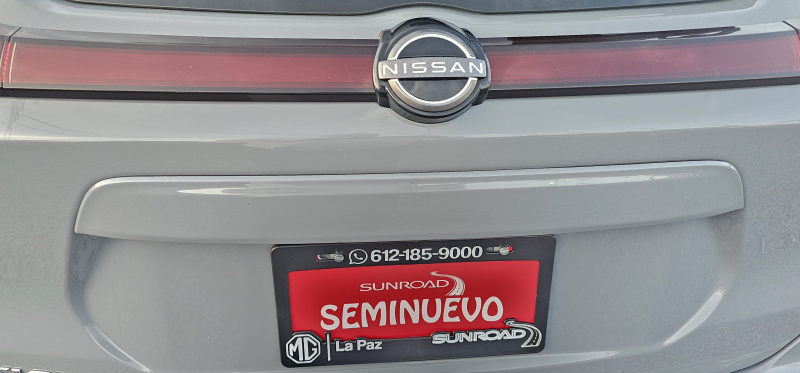 NISSAN
612-185-9000
SUNROAD
SEMINUEVO
MG La Paz SUNROAD